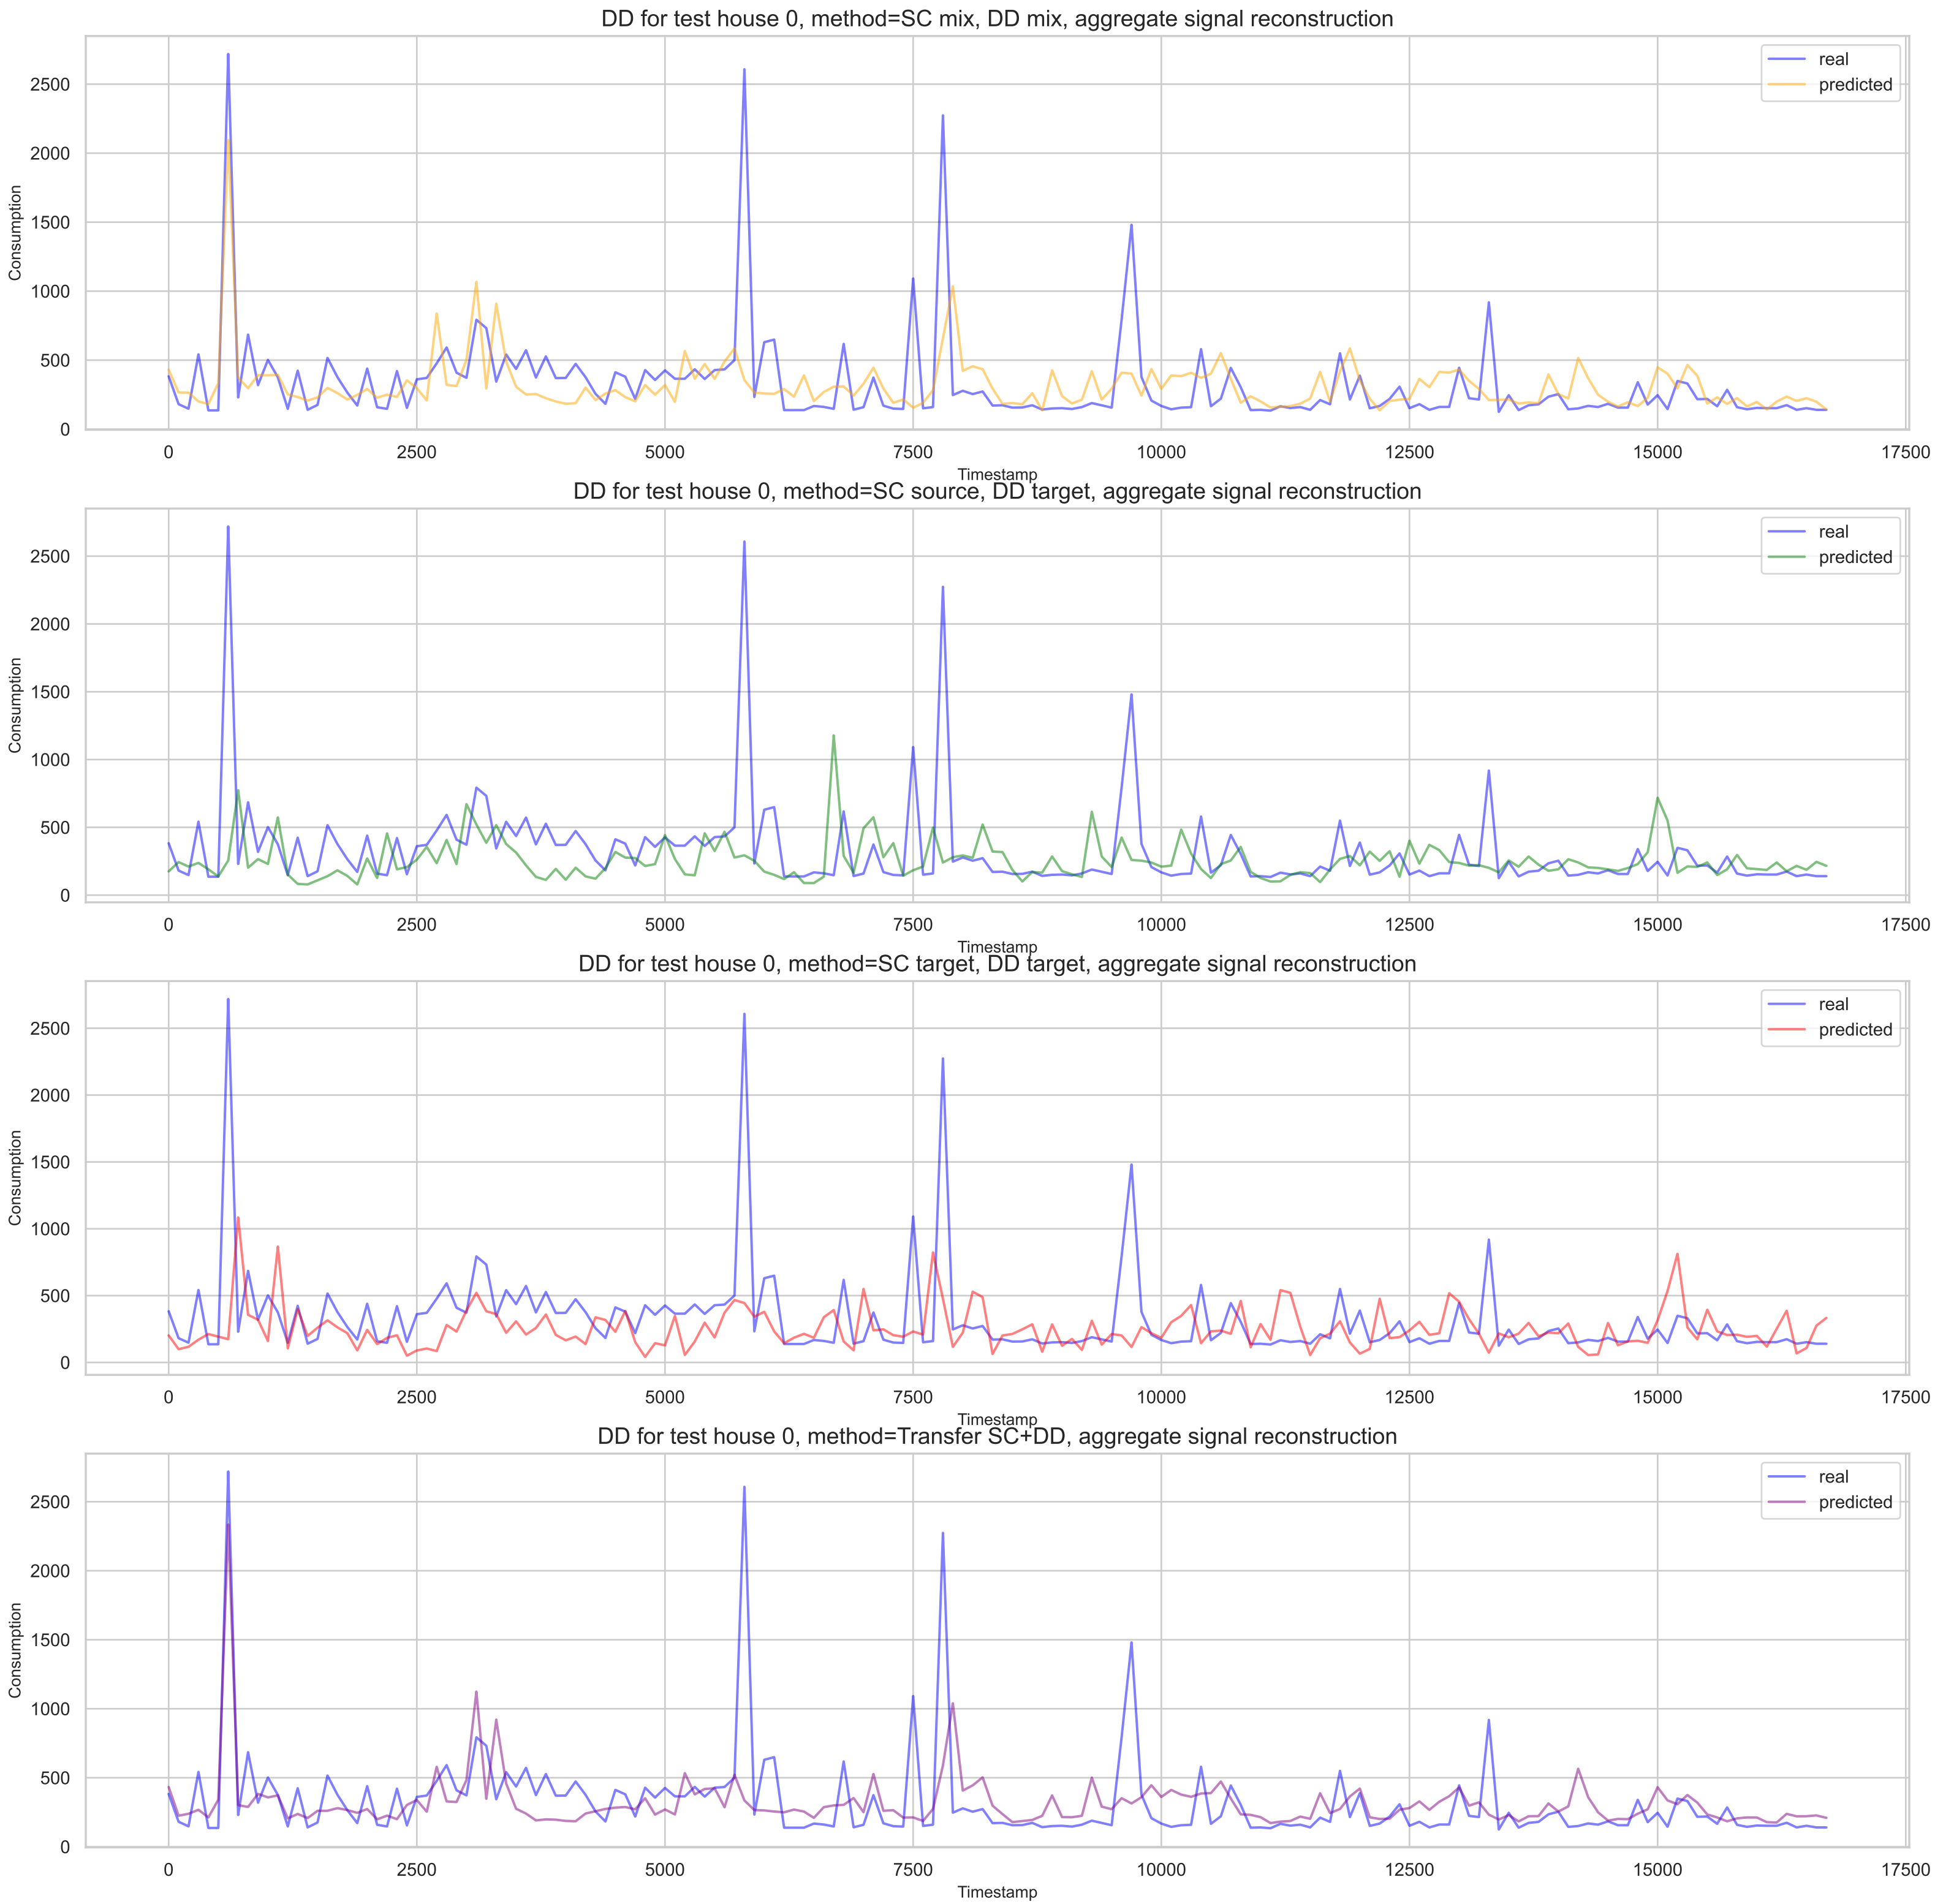 DD for test house 0, method=SC mix, DD mix, aggregate signal reconstruction
real
predicted
Consumption
2500
2000
1500
1000
500
0
0 2500 5000 7500 10000 12500 15000 17500
Timestamp
DD for test house 0, method=SC source, DD target, aggregate signal reconstruction
real
predicted
Consumption
2500
2000
1500
1000
500
0
0 2500 5000 7500 10000 12500 15000 17500
Timestamp
DD for test house 0, method=SC target, DD target, aggregate signal reconstruction
real
predicted
Consumption
2500
2000
1500
1000
500
0
0 2500 5000 7500 10000 12500 15000 17500
Timestamp
DD for test house 0, method=Transfer SC+DD, aggregate signal reconstruction
real
predicted
Consumption
2500
2000
1500
1000
500
0
0 2500 5000 7500 10000 12500 15000 17500
Timestamp